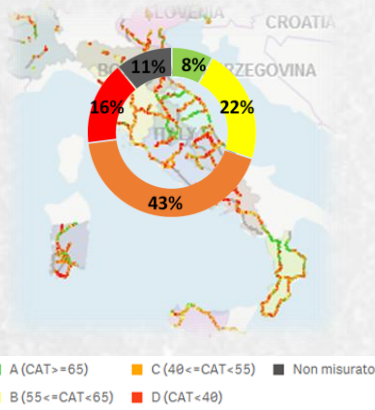 SLOVENIA
CROATIA
BO
RZEGOVINA
ITALY
11%
8%
16%
22%
43%
A (CAT>=65)
C (40<=CAT<55)
Non misurato
B (55<=CAT<65)
D (CAT<40)